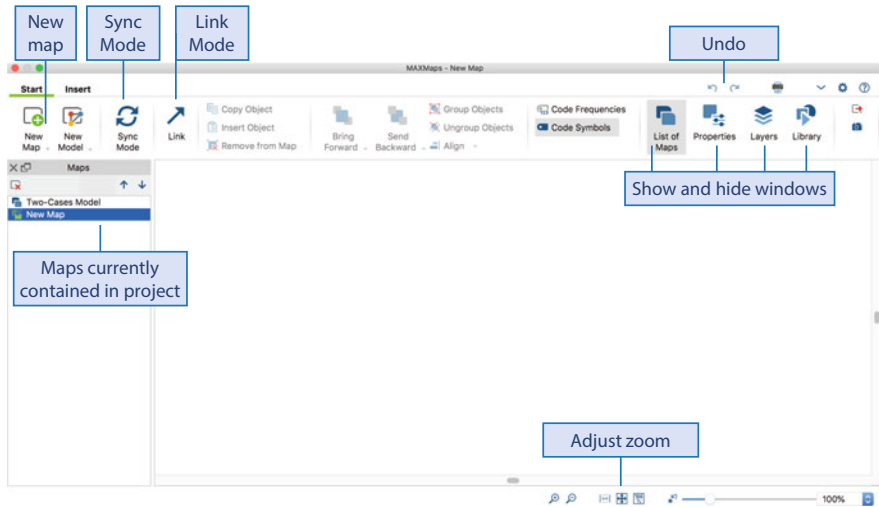 New
map
Sync
Mode
Link
Mode
Undo
MAXMaps - New Map
Start Insert
New
Map
New
Model
Sync
Mode
Link
Copy Object
Insert Object
Remove from Map
Bring
Forward
Send
Backward
Group Objects
Ungroup Objects
Align
Code Frequencies
Code Symbols
List of
Maps
Properties
Layers
Library
Maps
Two-Cases Model
New Map
Show and hide windows
Maps currently
contained in project
Adjust zoom
100%